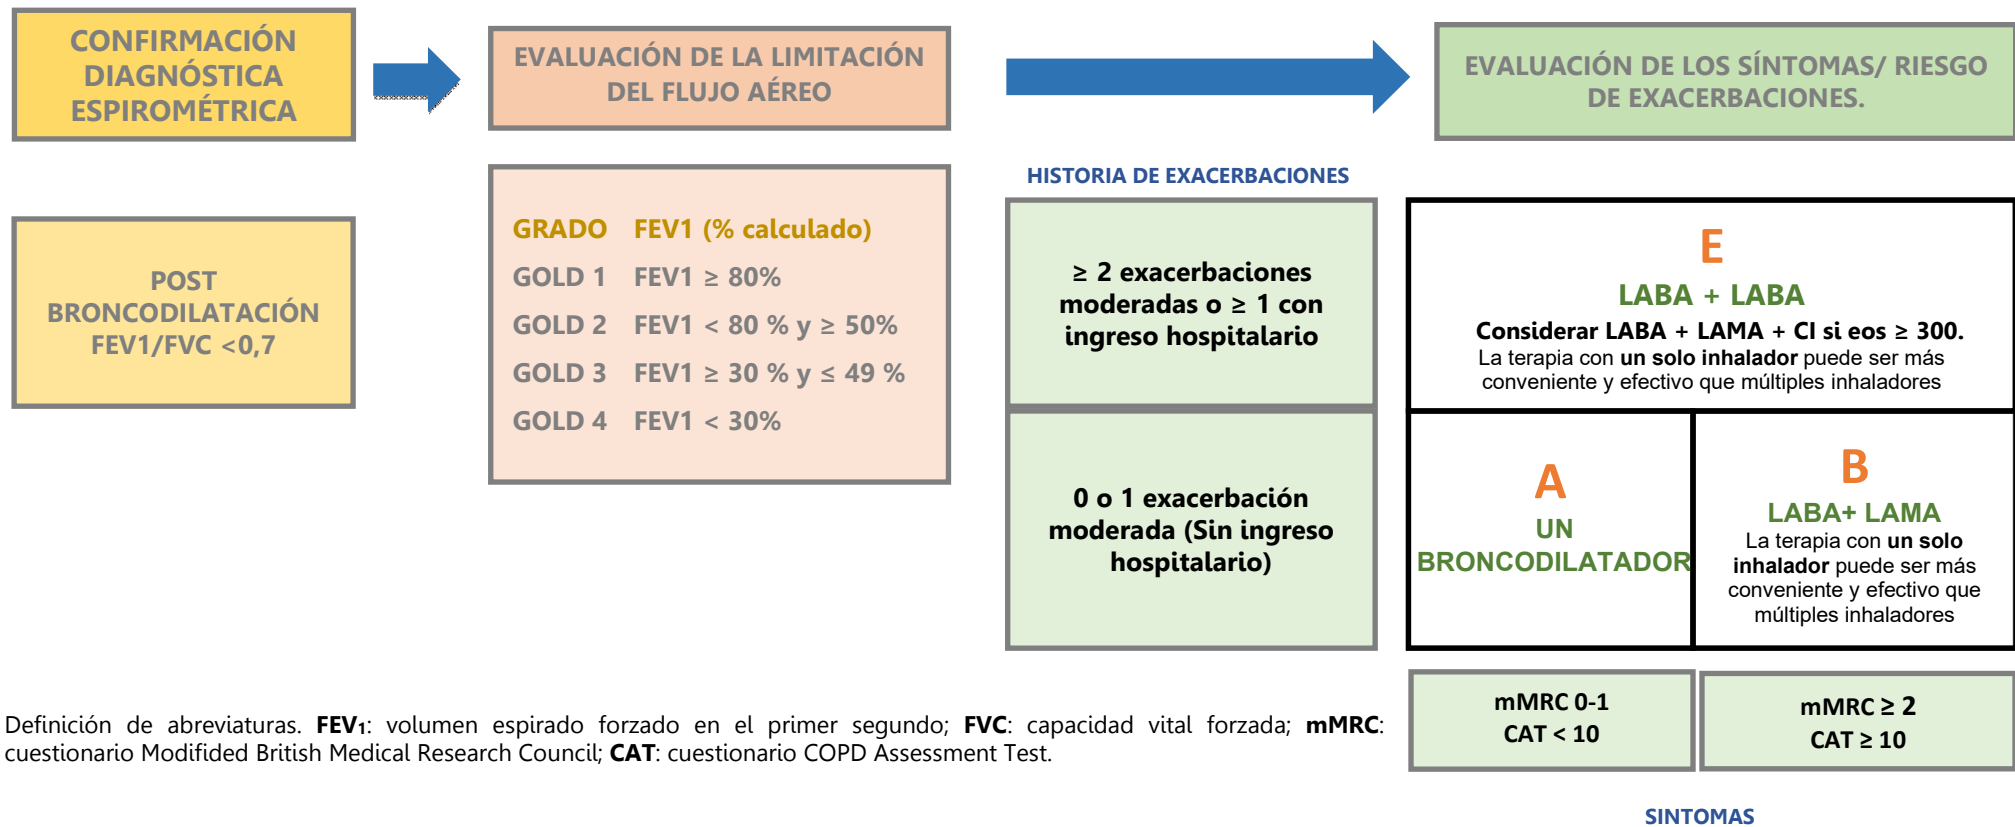 CONFIRMACIÓN
DIAGNÓSTICA
ESPIROMÉTRICA
EVALUACIÓN DE LA LIMITACIÓN
DEL FLUJO AÉREO
EVALUACIÓN DE LOS SÍNTOMAS/ RIESGO
DE EXACERBACIONES.
POST
BRONCODILATACIÓN
FEV1/FVC <0,7
GRADO FEV1 (% calculado)
GOLD 1 FEV1 ≥ 80%
GOLD 2 FEV1 < 80 % y ≥ 50%
GOLD 3 FEV1 ≥ 30 % y ≤ 49 %
GOLD 4 FEV1 < 30%
HISTORIA DE EXACERBACIONES
≥ 2 exacerbaciones
moderadas o ≥ 1 con
ingreso hospitalario
E
LABA + LABA
Considerar LABA + LAMA + CI si eos ≥ 300.
La terapia con un solo inhalador puede ser más
conveniente y efectivo que múltiples inhaladores
0 o 1 exacerbación
moderada (Sin ingreso
hospitalario)
A
UN
BRONCODILATADOR
B
LABA+ LAMA
La terapia con un solo
inhalador puede ser más
conveniente y efectivo que
múltiples inhaladores
mMRC 0-1
CAT < 10
mMRC ≥ 2
CAT ≥ 10
SINTOMAS
Definición de abreviaturas. FEV1: volumen espirado forzado en el primer segundo; FVC: capacidad vital forzada; mMRC:
cuestionario Modifided British Medical Research Council; CAT: cuestionario COPD Assessment Test.